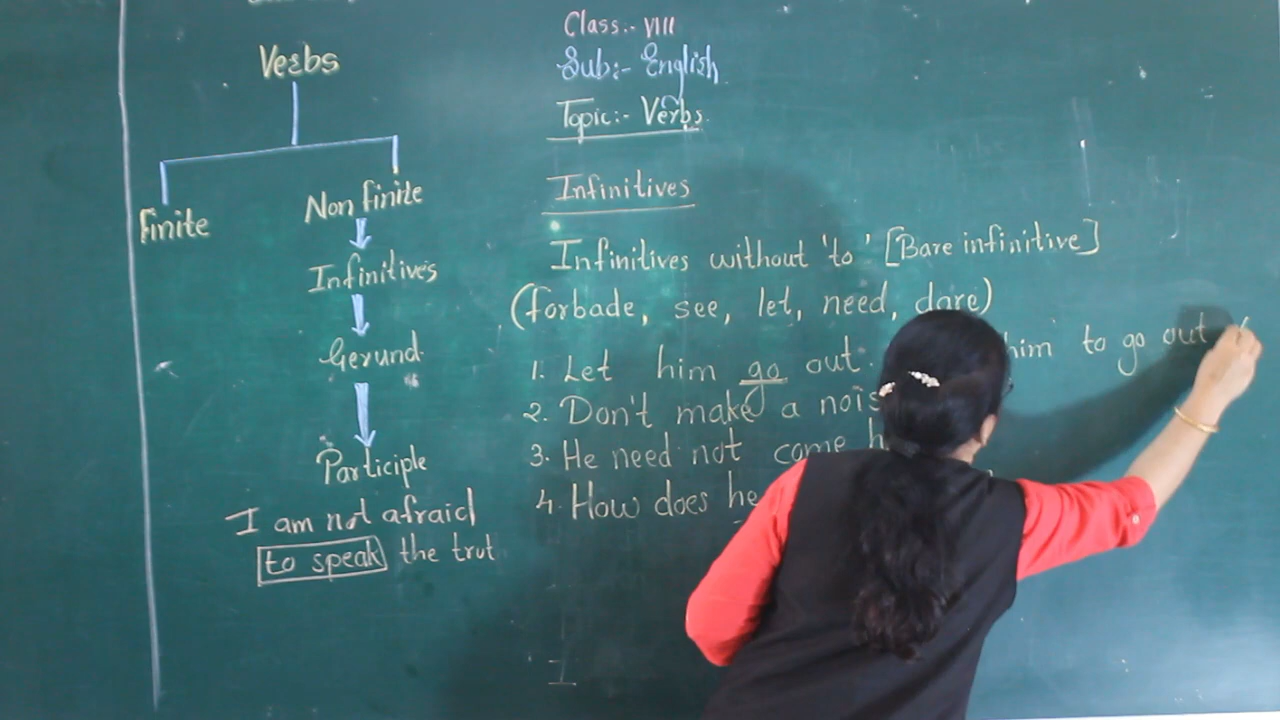 Verbs
Finite
Non finite
Infinitives
Gerund
Participle
I am not afraid
to speak the trut
Class:- VIII
Sub:- English
Topic:- Verbs.
Infinitives
Infinitives without 'to' [Bare infinitive]
(forbade, see, let, need, dare)
1. Let him go out. him to go out
2. Don't make a nois
3. He need not come h
4. How does he